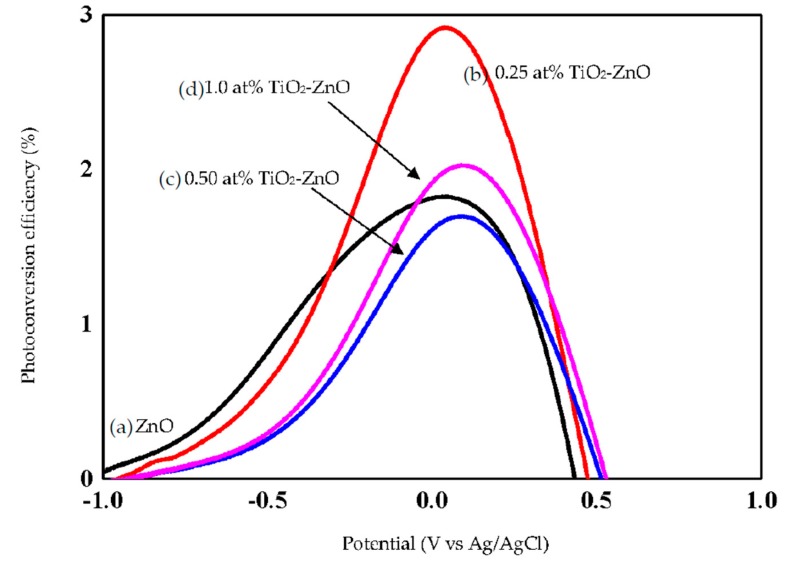 3
(b) 0.25 at% TiO2-ZnO
(d)1.0 at% TiO2-ZnO
2
(c) 0.50 at% TiO2-ZnO
Photoconversion efficiency (%)
1
(a) ZnO
0
-1.0 -0.5 0.0 0.5 1.0
Potential (V vs Ag/AgCl)